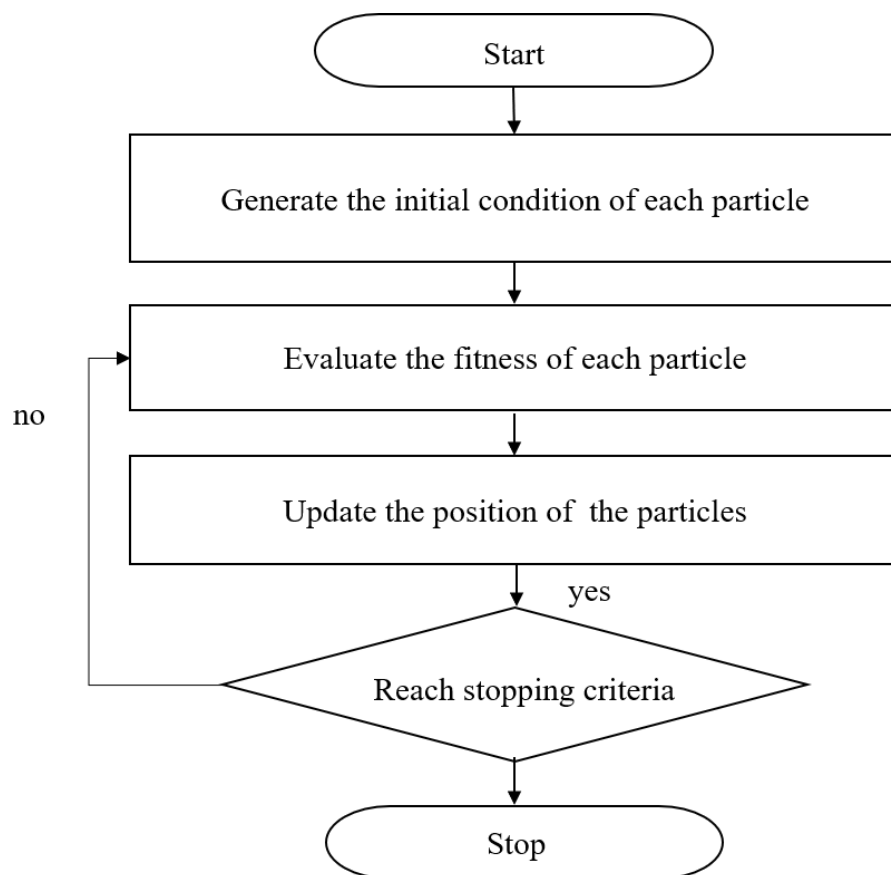 Start
Generate the initial condition of each particle
Evaluate the fitness of each particle
no
Update the position of  the particles
yes
Reach stopping criteria
Stop